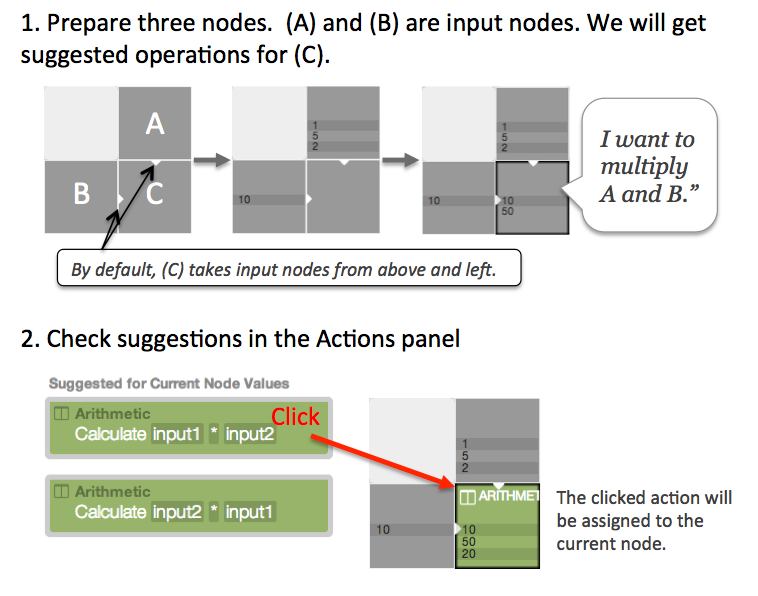 1. Prepare three nodes.  (A) and (B) are input nodes. We will get
suggested operations for (C).
A
B
C
1
5
2
10
1
5
2
10
10
50
I want to
multiply
A and B.”
By default, (C) takes input nodes from above and left.
2. Check suggestions in the Actions panel
Suggested for Current Node Values
Arithmetic
Calculate input1 * input2
Click
Arithmetic
Calculate input2 * input1
1
5
2
ARITHMET
10
10
50
20
The clicked action will
be assigned to the
current node.